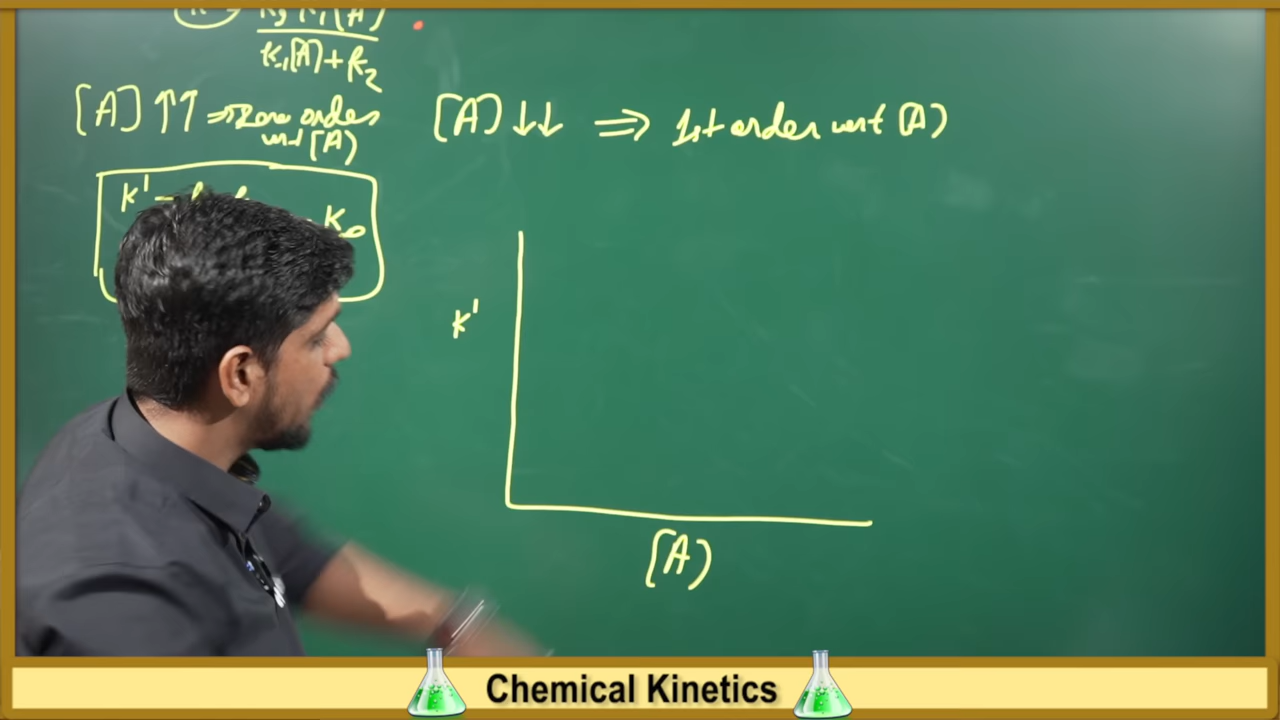 k₁[A]+k₂
[A]↑↑ ⇒ Zero order
wrt [A]
[A]↓↓ ⇒ 1st order wrt [A]
k'
k∞
k'
[A]
Chemical Kinetics